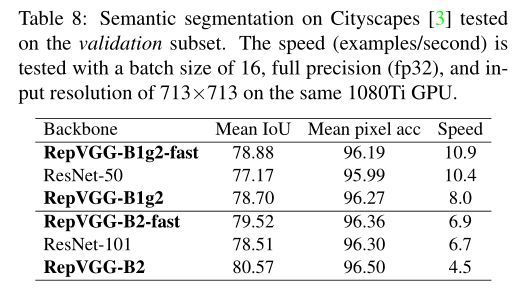 Table 8: Semantic segmentation on Cityscapes [3] tested
on the validation subset. The speed (examples/second) is
tested with a batch size of 16, full precision (fp32), and in-
put resolution of 713×713 on the same 1080Ti GPU.
Backbone Mean IoU Mean pixel acc Speed
RepVGG-B1g2-fast 78.88 96.19 10.9
ResNet-50 77.17 95.99 10.4
RepVGG-B1g2 78.70 96.27 8.0
RepVGG-B2-fast 79.52 96.36 6.9
ResNet-101 78.51 96.30 6.7
RepVGG-B2 80.57 96.50 4.5